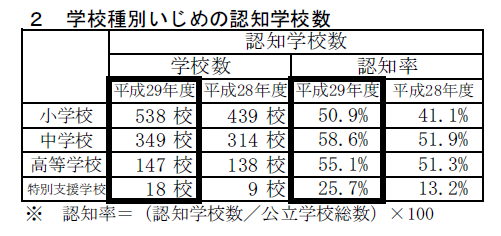 ２　学校種別いじめの認知学校数
認知学校数
学校数　認知率
平成29年度　平成28年度　平成29年度　平成28年度
小学校　538 校　439 校　50.9%　41.1%
中学校　349 校　314 校　58.6%　51.9%
高等学校　147 校　138 校　55.1%　51.3%
特別支援学校　18 校　9 校　25.7%　13.2%
※　認知率＝（認知学校数／公立学校総数）×100